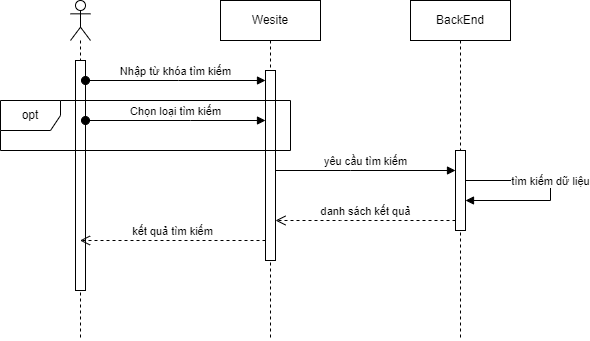 Wesite
BackEnd
Nhập từ khóa tìm kiếm
opt
Chọn loại tìm kiếm
yêu cầu tìm kiếm
tìm kiếm dữ liệu
danh sách kết quả
kết quả tìm kiếm